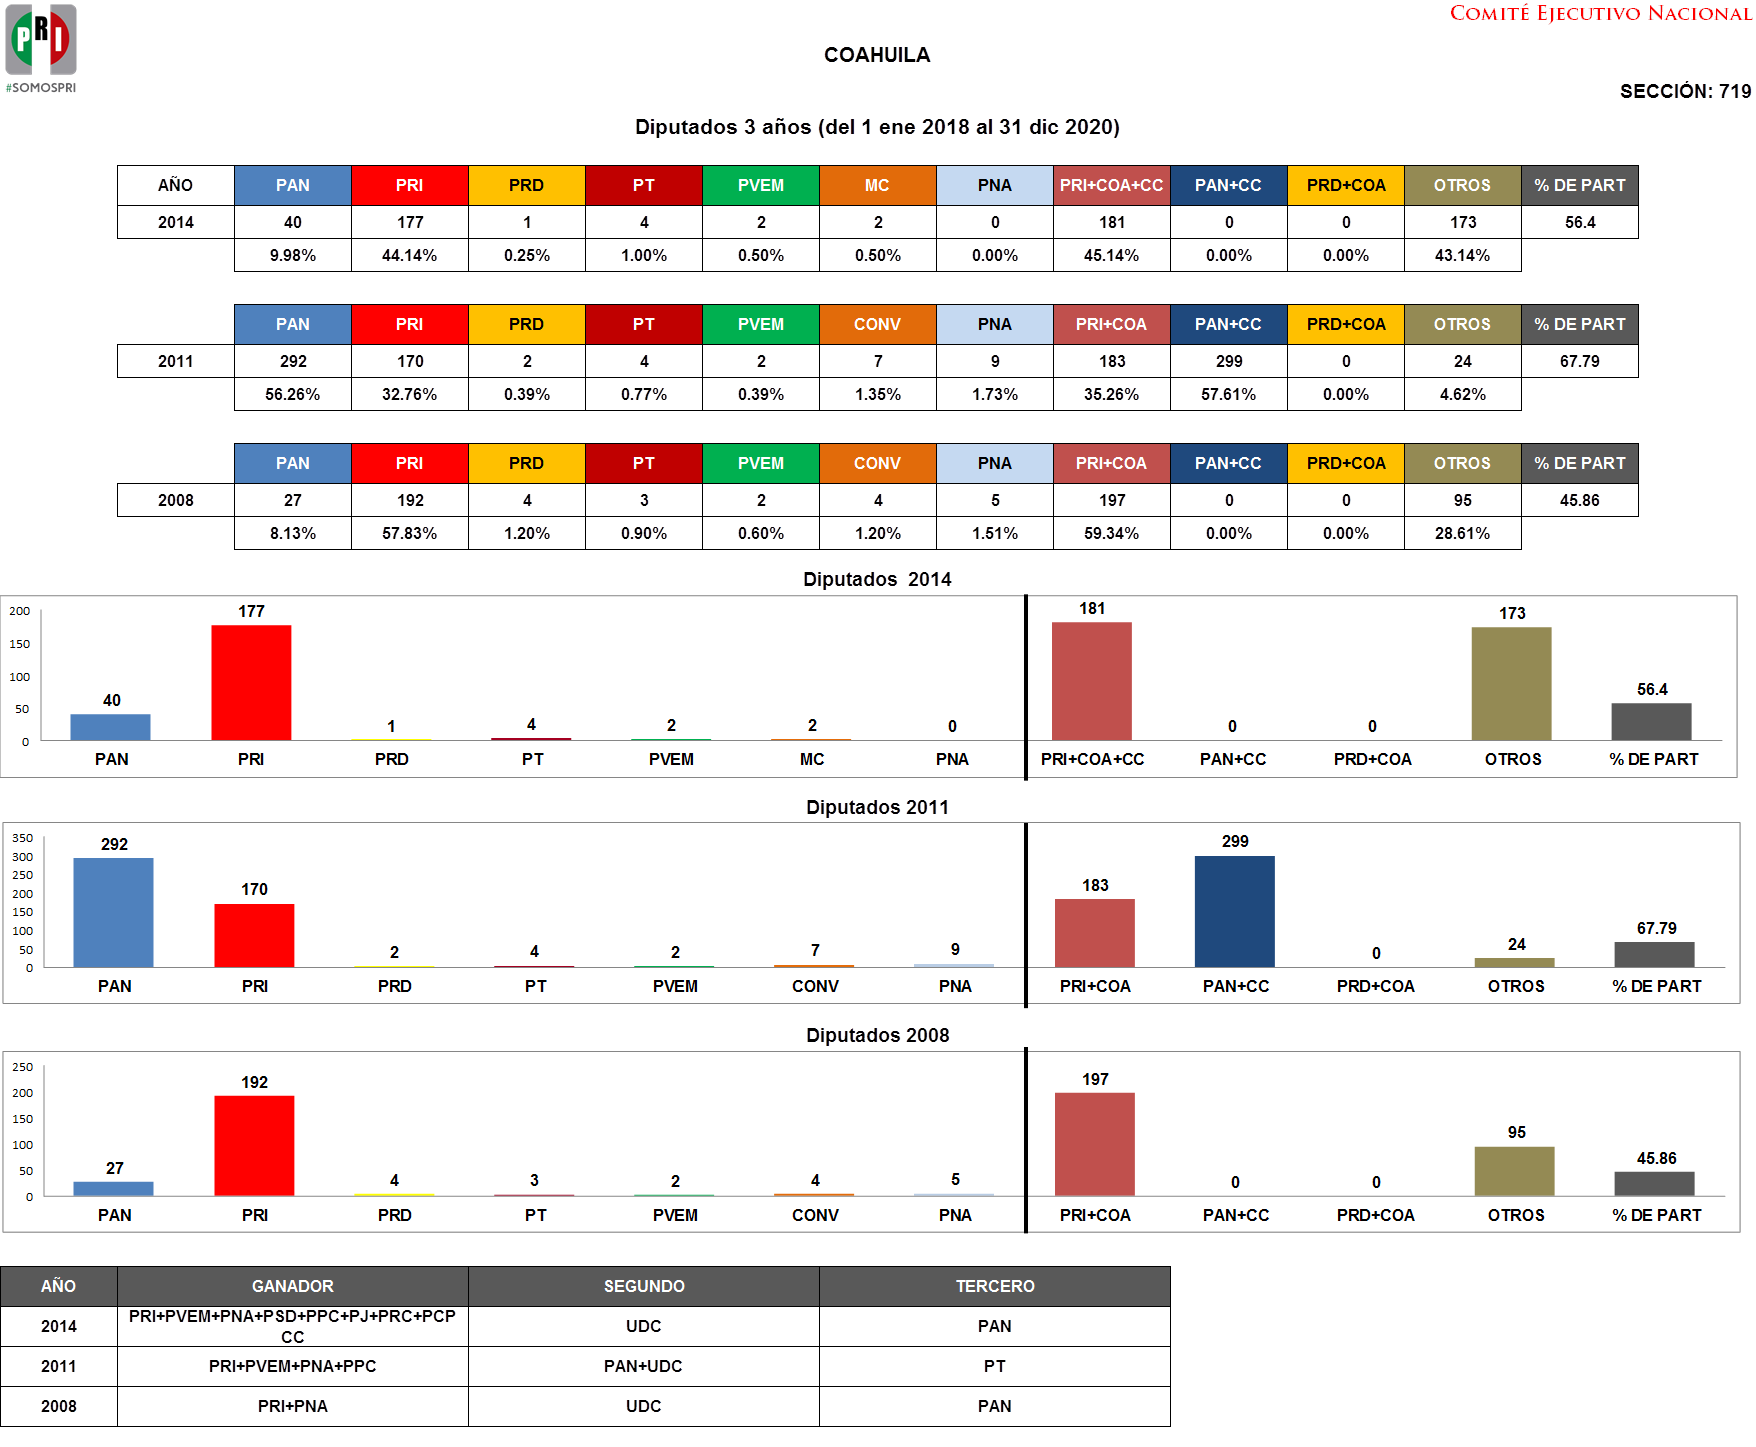 PRI
#SOMOSPRI
COMITÉ EJECUTIVO NACIONAL
COAHUILA
SECCIÓN: 719
Diputados 3 años (del 1 ene 2018 al 31 dic 2020)
AÑO PAN PRI PRD PT PVEM MC PNA PRI+COA+CC PAN+CC PRD+COA OTROS % DE PART
2014 40 177 1 4 2 2 0 181 0 0 173 56.4
9.98% 44.14% 0.25% 1.00% 0.50% 0.50% 0.00% 45.14% 0.00% 0.00% 43.14%
PAN PRI PRD PT PVEM CONV PNA PRI+COA PAN+CC PRD+COA OTROS % DE PART
2011 292 170 2 4 2 7 9 183 299 0 24 67.79
56.26% 32.76% 0.39% 0.77% 0.39% 1.35% 1.73% 35.26% 57.61% 0.00% 4.62%
PAN PRI PRD PT PVEM CONV PNA PRI+COA PAN+CC PRD+COA OTROS % DE PART
2008 27 192 4 3 2 4 5 197 0 0 95 45.86
8.13% 57.83% 1.20% 0.90% 0.60% 1.20% 1.51% 59.34% 0.00% 0.00% 28.61%
Diputados 2014
200
150
100
50
0
40 177 1 4 2 2 0 181 0 0 173 56.4
PAN PRI PRD PT PVEM MC PNA PRI+COA+CC PAN+CC PRD+COA OTROS % DE PART
Diputados 2011
350
300
250
200
150
100
50
0
292 170 2 4 2 7 9 183 299 0 24 67.79
PAN PRI PRD PT PVEM CONV PNA PRI+COA PAN+CC PRD+COA OTROS % DE PART
Diputados 2008
250
200
150
100
50
0
27 192 4 3 2 4 5 197 0 0 95 45.86
PAN PRI PRD PT PVEM CONV PNA PRI+COA PAN+CC PRD+COA OTROS % DE PART
AÑO GANADOR SEGUNDO TERCERO
2014 PRI+PVEM+PNA+PSD+PPC+PJ+PRC+PCP CC UDC PAN
2011 PRI+PVEM+PNA+PPC PAN+UDC PT
2008 PRI+PNA UDC PAN